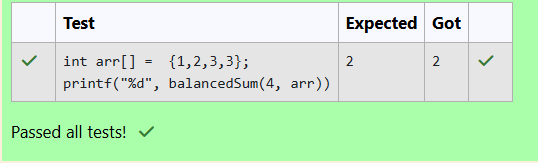 Test Expected Got
int arr[] =  {1,2,3,3}; 2 2
printf("%d", balancedSum(4, arr))
Passed all tests!